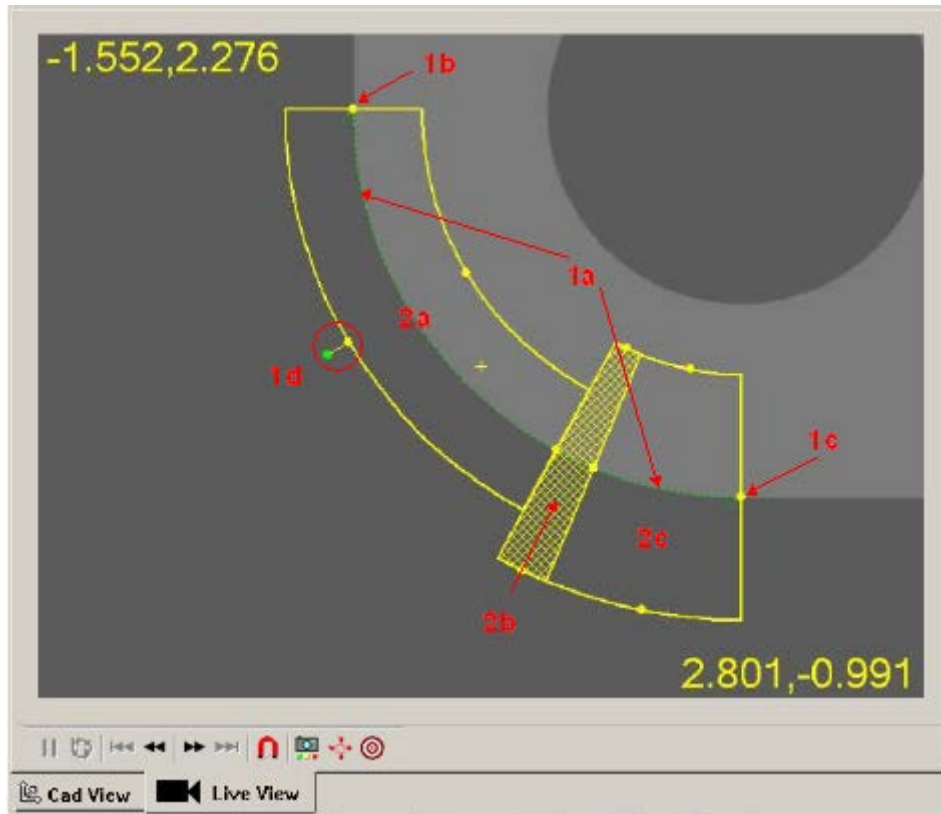 -1.552,2.276
1b
1a
2a
1d
1c
2c
2b
2.801,-0.991
Cad View
Live View